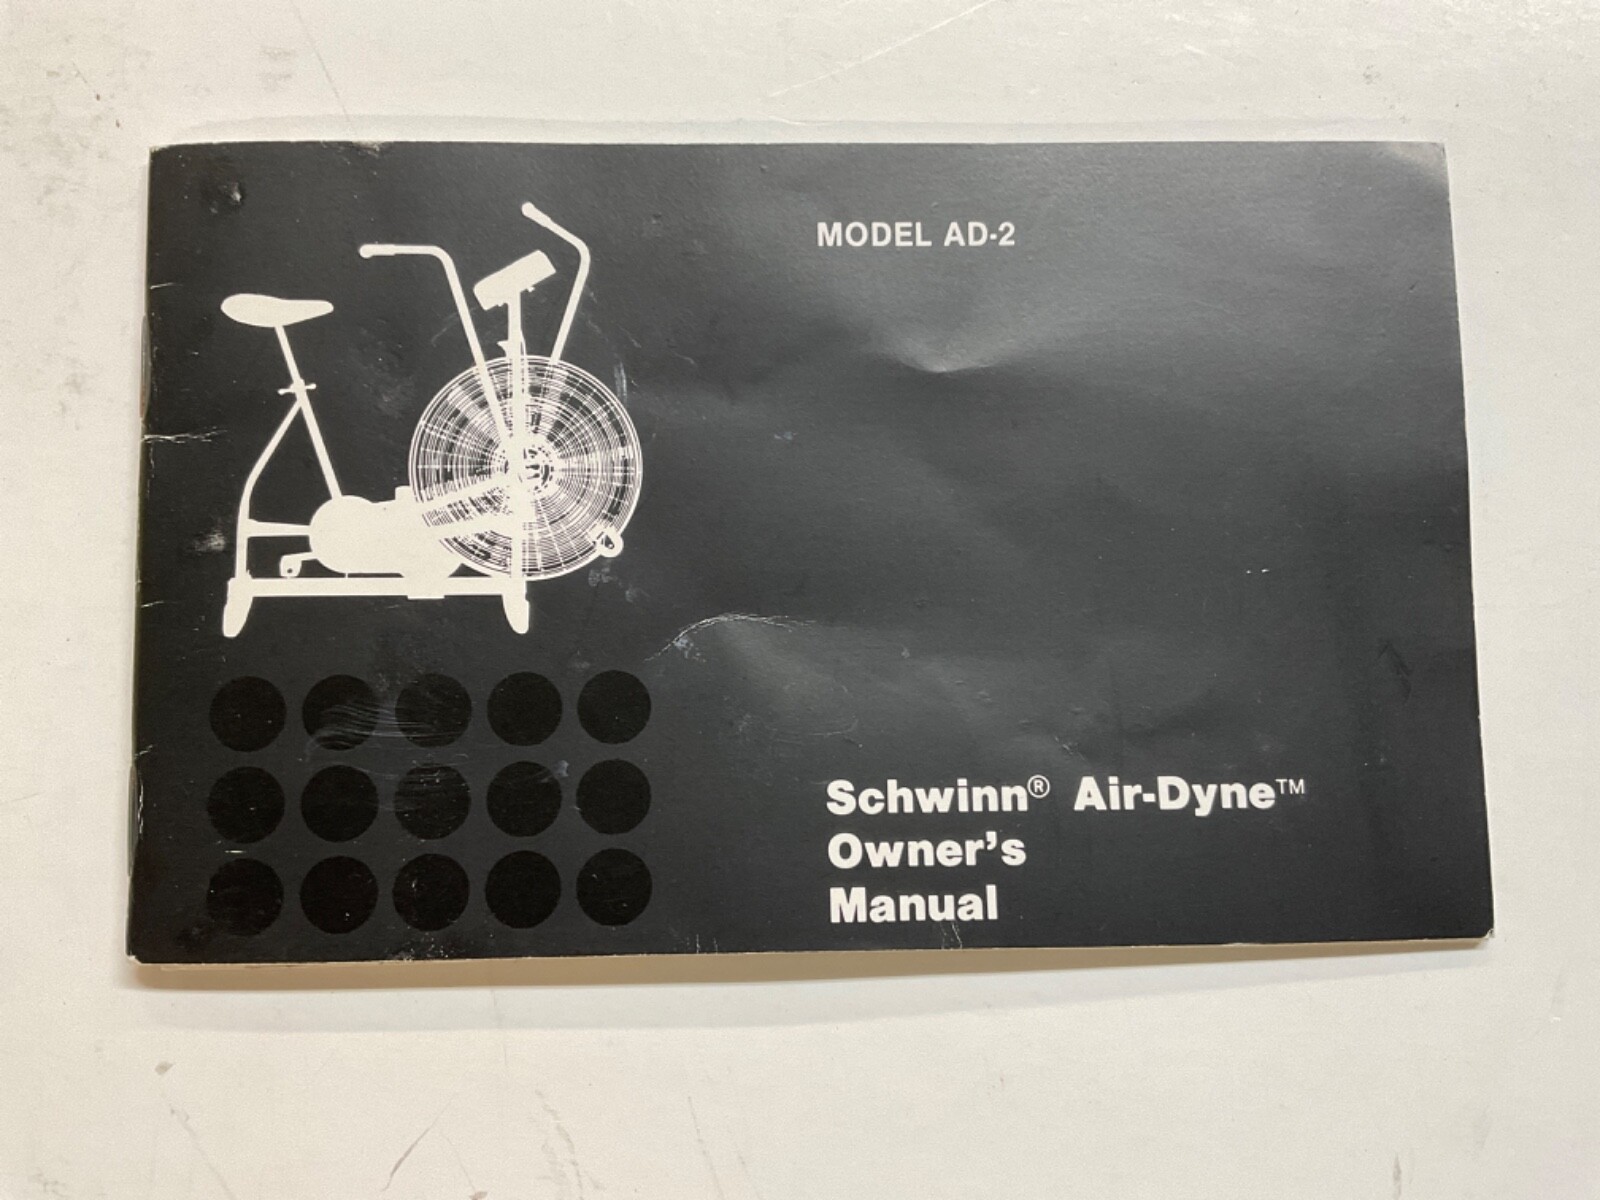 MODEL AD-2
Schwinn® Air-Dyne™
Owner's
Manual